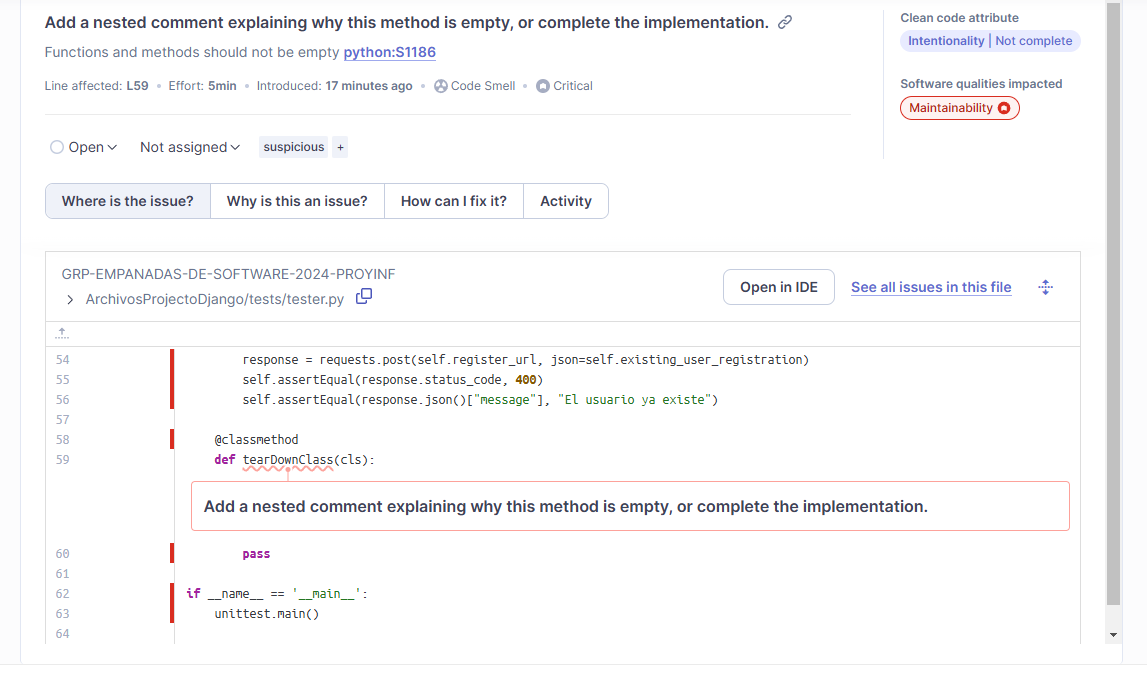 Add a nested comment explaining why this method is empty, or complete the implementation.
Functions and methods should not be empty python:S1186
Line affected: L59 • Effort: 5min • Introduced: 17 minutes ago • Code Smell • Critical
Open Not assigned suspicious +
Clean code attribute
Intentionality | Not complete
Software qualities impacted
Maintainability
Where is the issue? Why is this an issue? How can I fix it? Activity
GRP-EMPANADAS-DE-SOFTWARE-2024-PROYINF
ArchivosProjectoDjango/tests/tester.py
Open in IDE See all issues in this file
54 response = requests.post(self.register_url, json=self.existing_user_registration)
55 self.assertEqual(response.status_code, 400)
56 self.assertEqual(response.json()["message"], "El usuario ya existe")
57
58 @classmethod
59 def tearDownClass(cls):
Add a nested comment explaining why this method is empty, or complete the implementation.
60 pass
61
62 if __name__ == '__main__':
63 unittest.main()
64